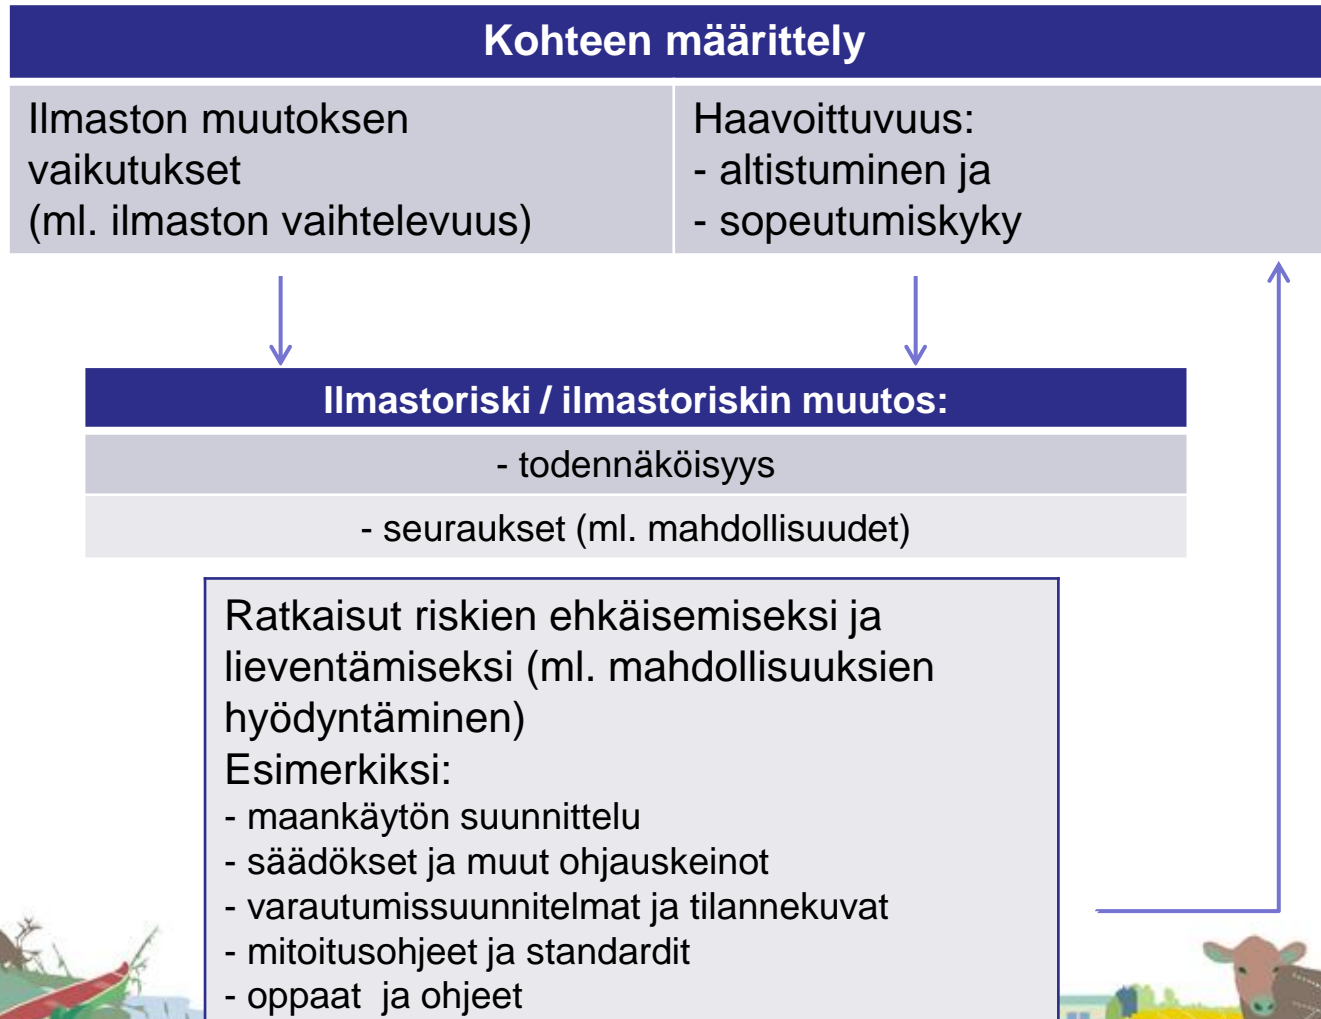 Kohteen määrittely
Ilmaston muutoksen
vaikutukset
(ml. ilmaston vaihtelevuus)
Haavoittuvuus:
- altistuminen ja
- sopeutumiskyky
Ilmastoriski / ilmastoriskin muutos:
- todennäköisyys
- seuraukset (ml. mahdollisuudet)
Ratkaisut riskien ehkäisemiseksi ja
lieventämiseksi (ml. mahdollisuuksien
hyödyntäminen)
Esimerkiksi:
- maankäytön suunnittelu
- säädökset ja muut ohjauskeinot
- varautumissuunnitelmat ja tilannekuvat
- mitoitusohjeet ja standardit
- oppaat ja ohjeet